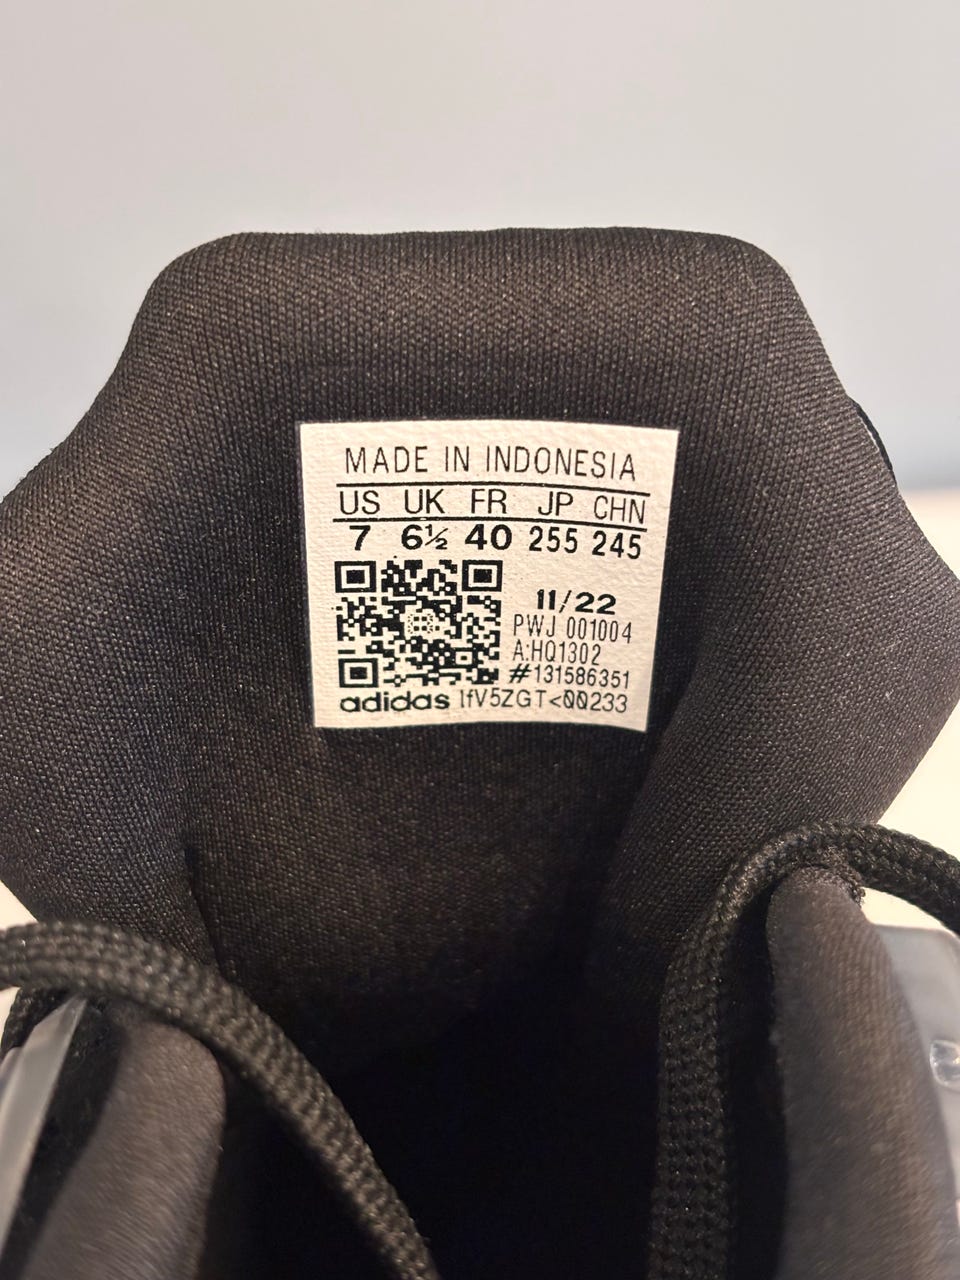 MADE IN INDONESIA
US UK FR JP CHN
7 6½ 40 255 245
11/22
PWJ 001004
A:HQ1302
#131586351
adidas 1fV5ZGT<00233